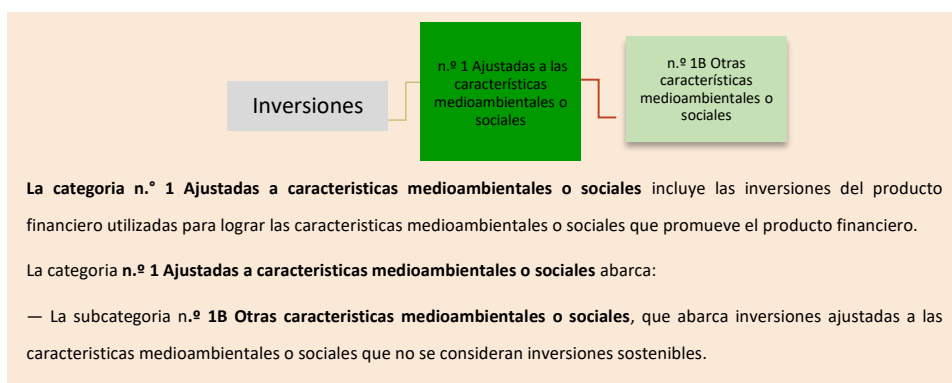 Inversiones
n.º 1 Ajustadas a las
características
medioambientales o
sociales
n.º 1B Otras
características
medioambientales o
sociales
La categoria n.° 1 Ajustadas a caracteristicas medioambientales o sociales incluye las inversiones del producto
financiero utilizadas para lograr las caracteristicas medioambientales o sociales que promueve el producto financiero.
La categoria n.º 1 Ajustadas a caracteristicas medioambientales o sociales abarca:
— La subcategoria n.º 1B Otras caracteristicas medioambientales o sociales, que abarca inversiones ajustadas a las
caracteristicas medioambientales o sociales que no se consideran inversiones sostenibles.